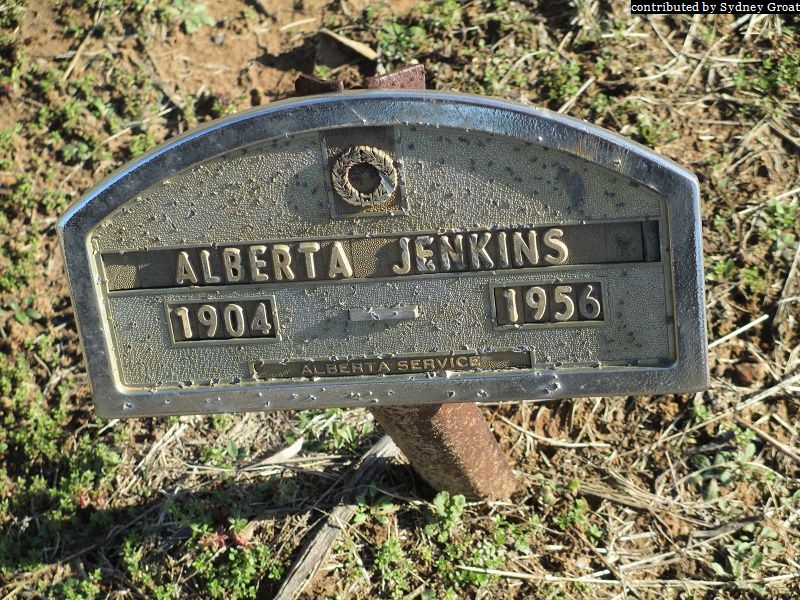 contributed by Sydney Groat
ALBERTA JENKINS
1904 - 1956
ALBERTA SERVICE